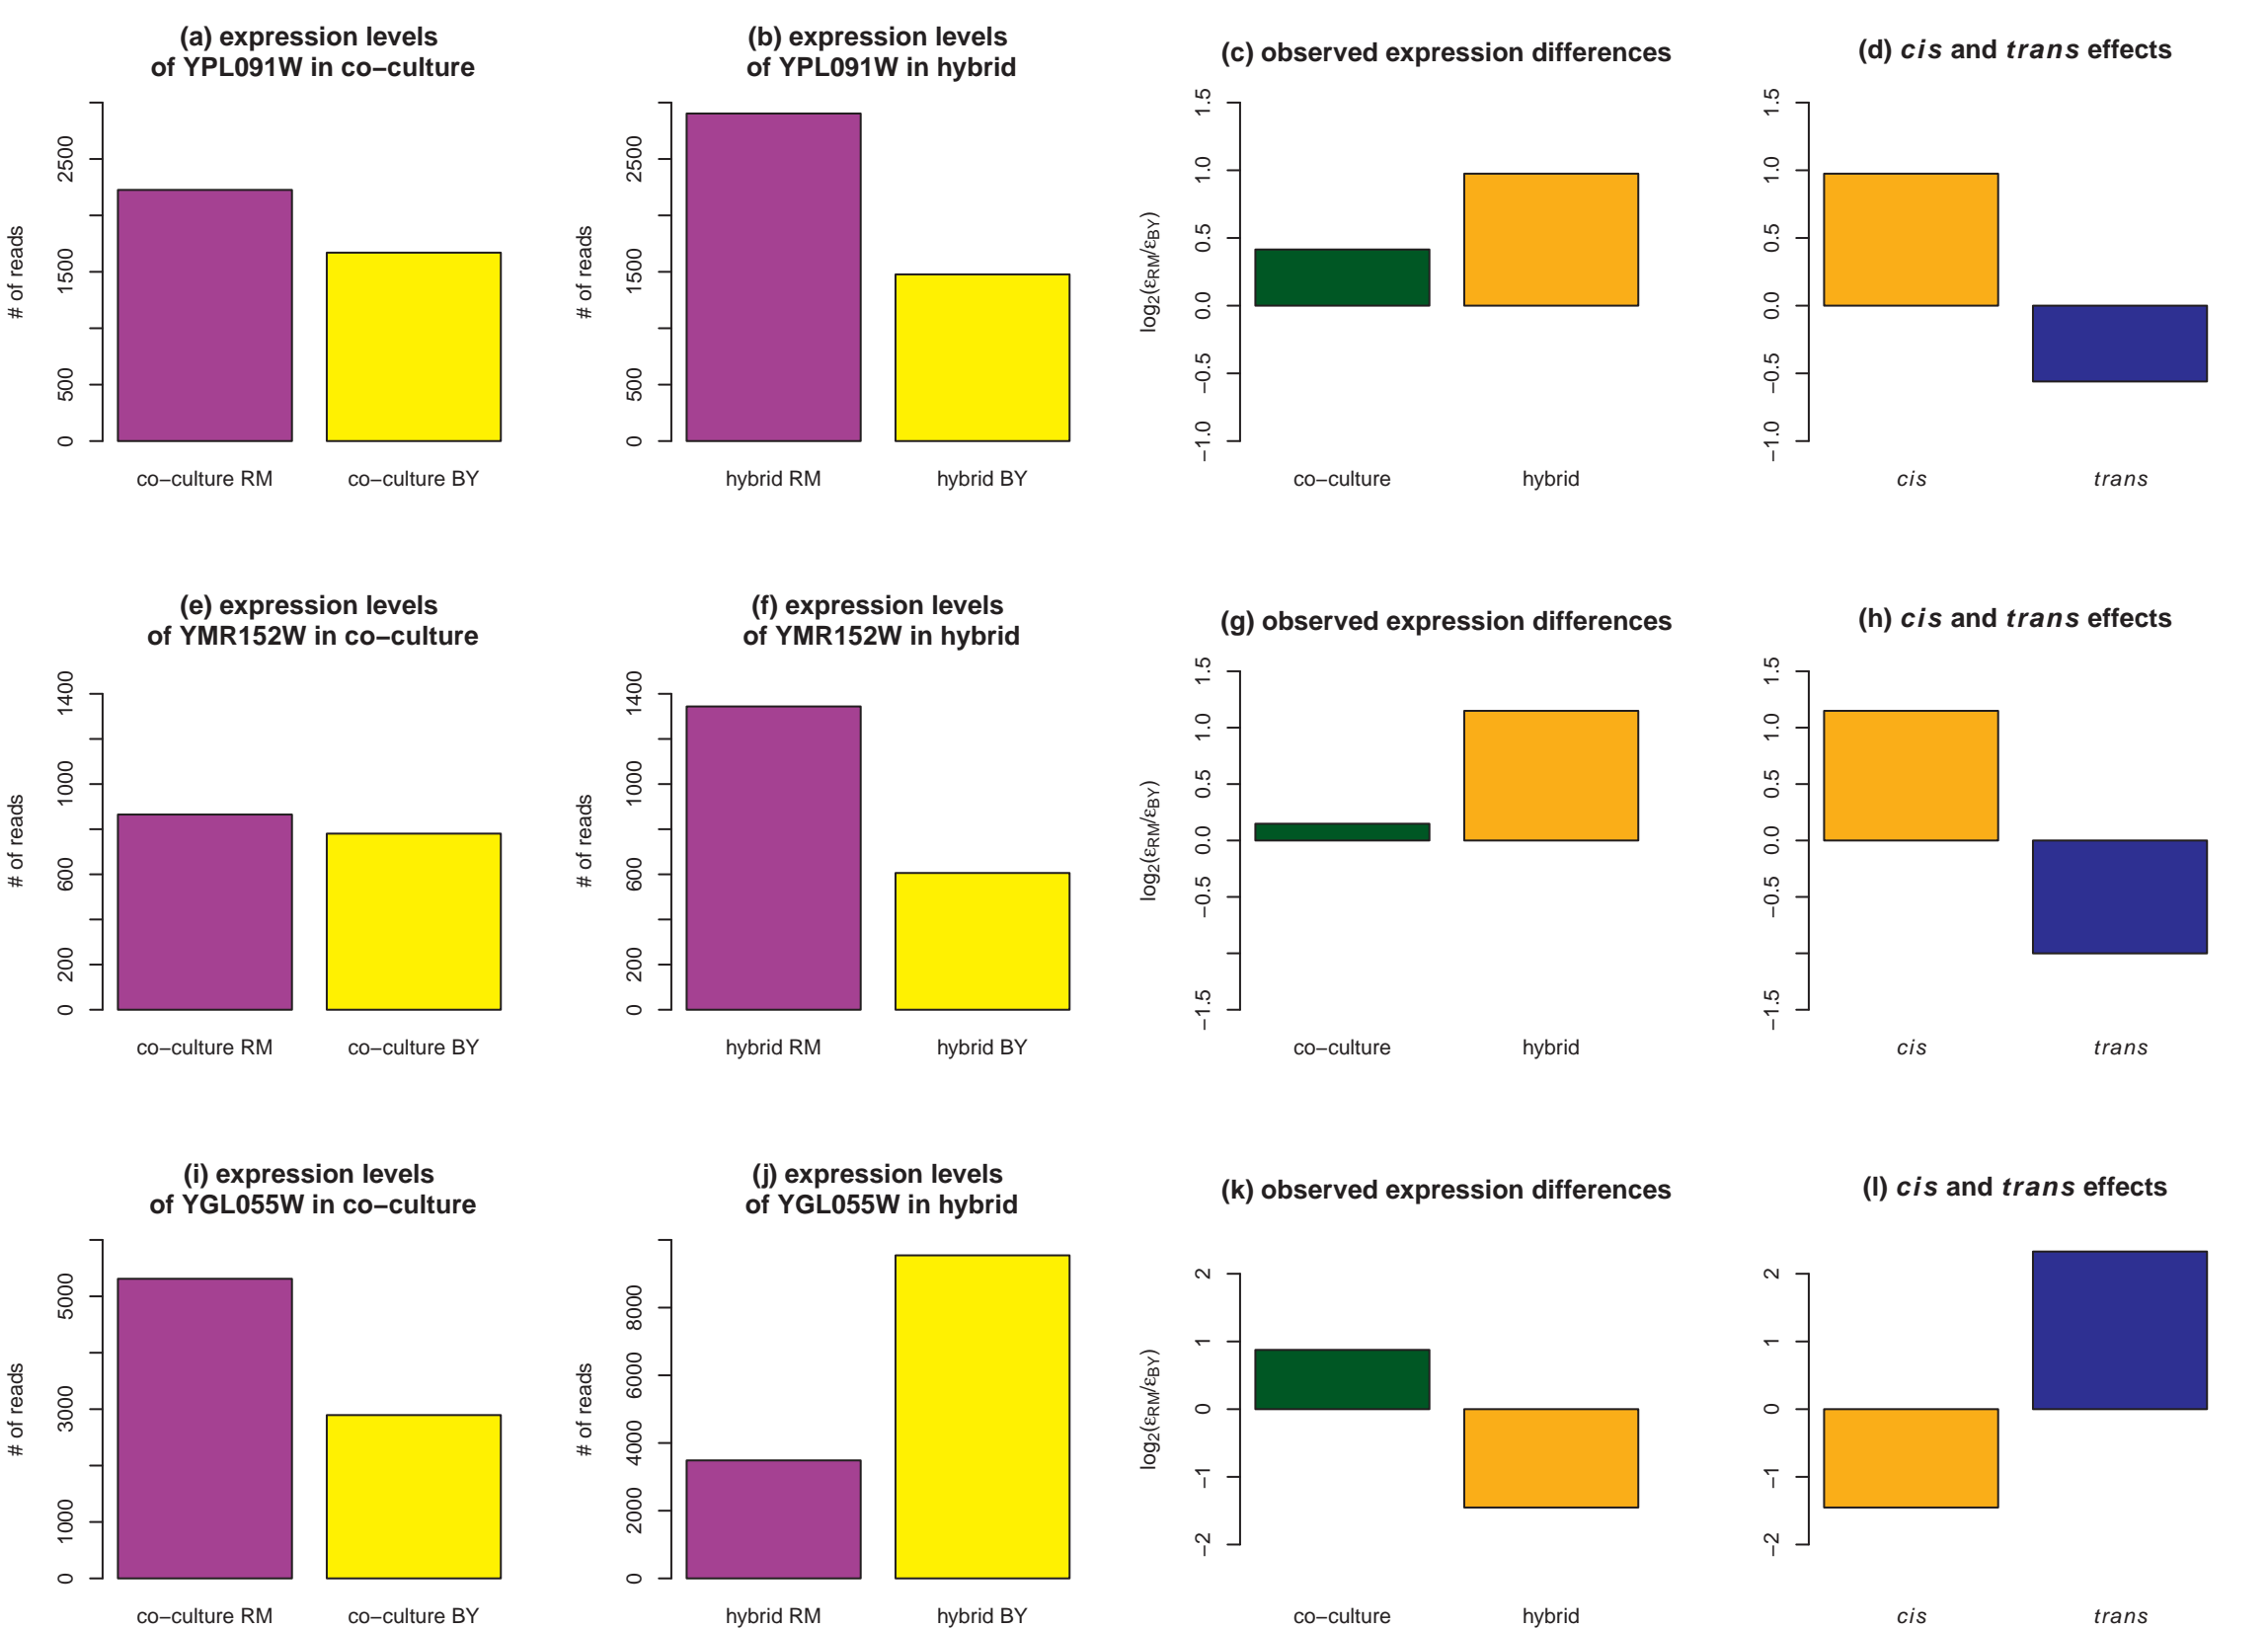 (a) expression levels
of YPL091W in co−culture
# of reads
2500
1500
500
0
co−culture RM
co−culture BY
(b) expression levels
of YPL091W in hybrid
# of reads
2500
1500
500
0
hybrid RM
hybrid BY
(c) observed expression differences
log2(εRM/εBY)
1.5
1.0
0.5
0.0
−0.5
−1.0
co−culture
hybrid
(d) cis and trans effects
1.5
1.0
0.5
0.0
−0.5
−1.0
cis
trans
(e) expression levels
of YMR152W in co−culture
# of reads
1400
1000
600
200
0
co−culture RM
co−culture BY
(f) expression levels
of YMR152W in hybrid
# of reads
1400
1000
600
200
0
hybrid RM
hybrid BY
(g) observed expression differences
log2(εRM/εBY)
1.5
1.0
0.5
0.0
−0.5
−1.5
co−culture
hybrid
(h) cis and trans effects
1.5
1.0
0.5
0.0
−0.5
−1.5
cis
trans
(i) expression levels
of YGL055W in co−culture
# of reads
5000
3000
1000
0
co−culture RM
co−culture BY
(j) expression levels
of YGL055W in hybrid
# of reads
8000
6000
4000
2000
0
hybrid RM
hybrid BY
(k) observed expression differences
log2(εRM/εBY)
2
1
0
−1
−2
co−culture
hybrid
(l) cis and trans effects
2
1
0
−1
−2
cis
trans